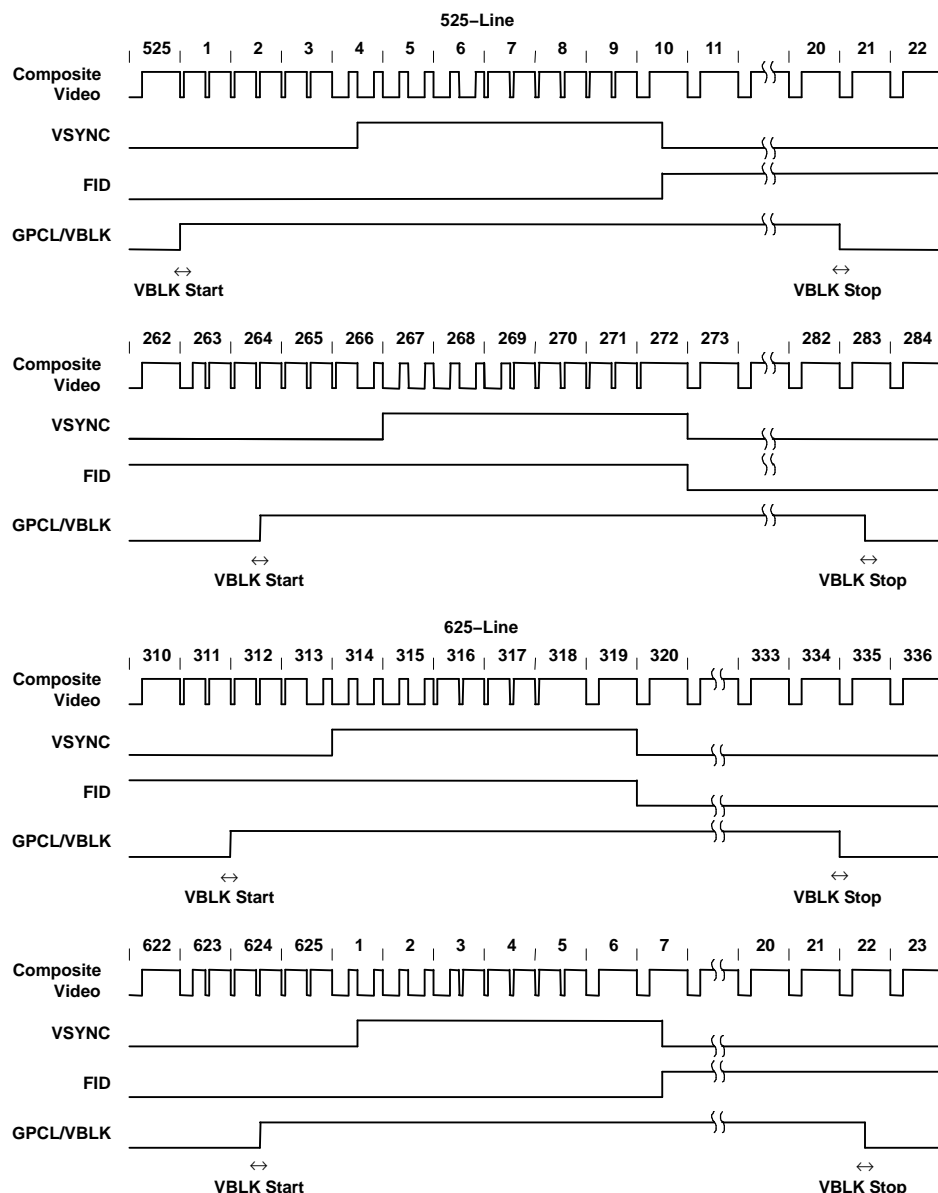 525–Line
525 1 2 3 4 5 6 7 8 9 10 11 20 21 22
Composite
Video
VSYNC
FID
GPCL/VBLK
VBLK Start VBLK Stop
262 263 264 265 266 267 268 269 270 271 272 273 282 283 284
Composite
Video
VSYNC
FID
GPCL/VBLK
VBLK Start VBLK Stop
625–Line
310 311 312 313 314 315 316 317 318 319 320 333 334 335 336
Composite
Video
VSYNC
FID
GPCL/VBLK
VBLK Start VBLK Stop
622 623 624 625 1 2 3 4 5 6 7 20 21 22 23
Composite
Video
VSYNC
FID
GPCL/VBLK
VBLK Start VBLK Stop